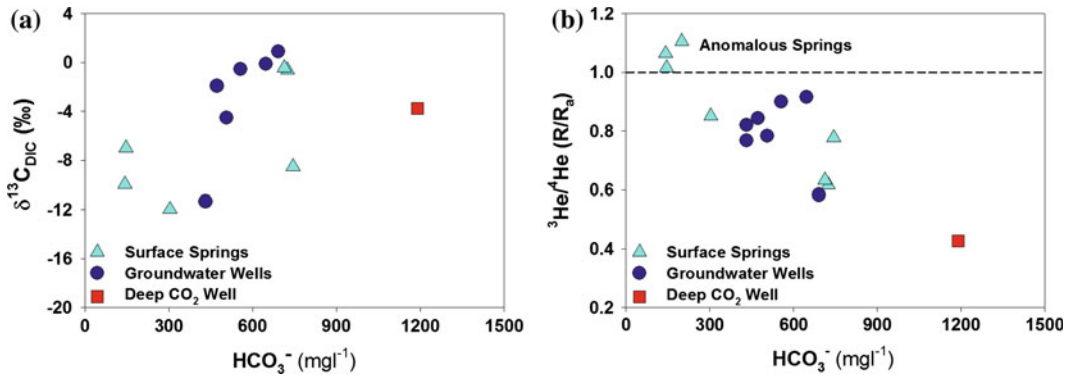 (a)
4
0
-4
-8
-12
-16
-20
δ¹³C_DIC (‰)
Surface Springs
Groundwater Wells
Deep CO₂ Well
0 300 600 900 1200 1500
HCO₃⁻ (mgl⁻¹)
(b)
1.2
1.0
0.8
0.6
0.4
0.2
³He/⁴He (R/Rₐ)
Anomalous Springs
Surface Springs
Groundwater Wells
Deep CO₂ Well
0 300 600 900 1200 1500
HCO₃⁻ (mgl⁻¹)